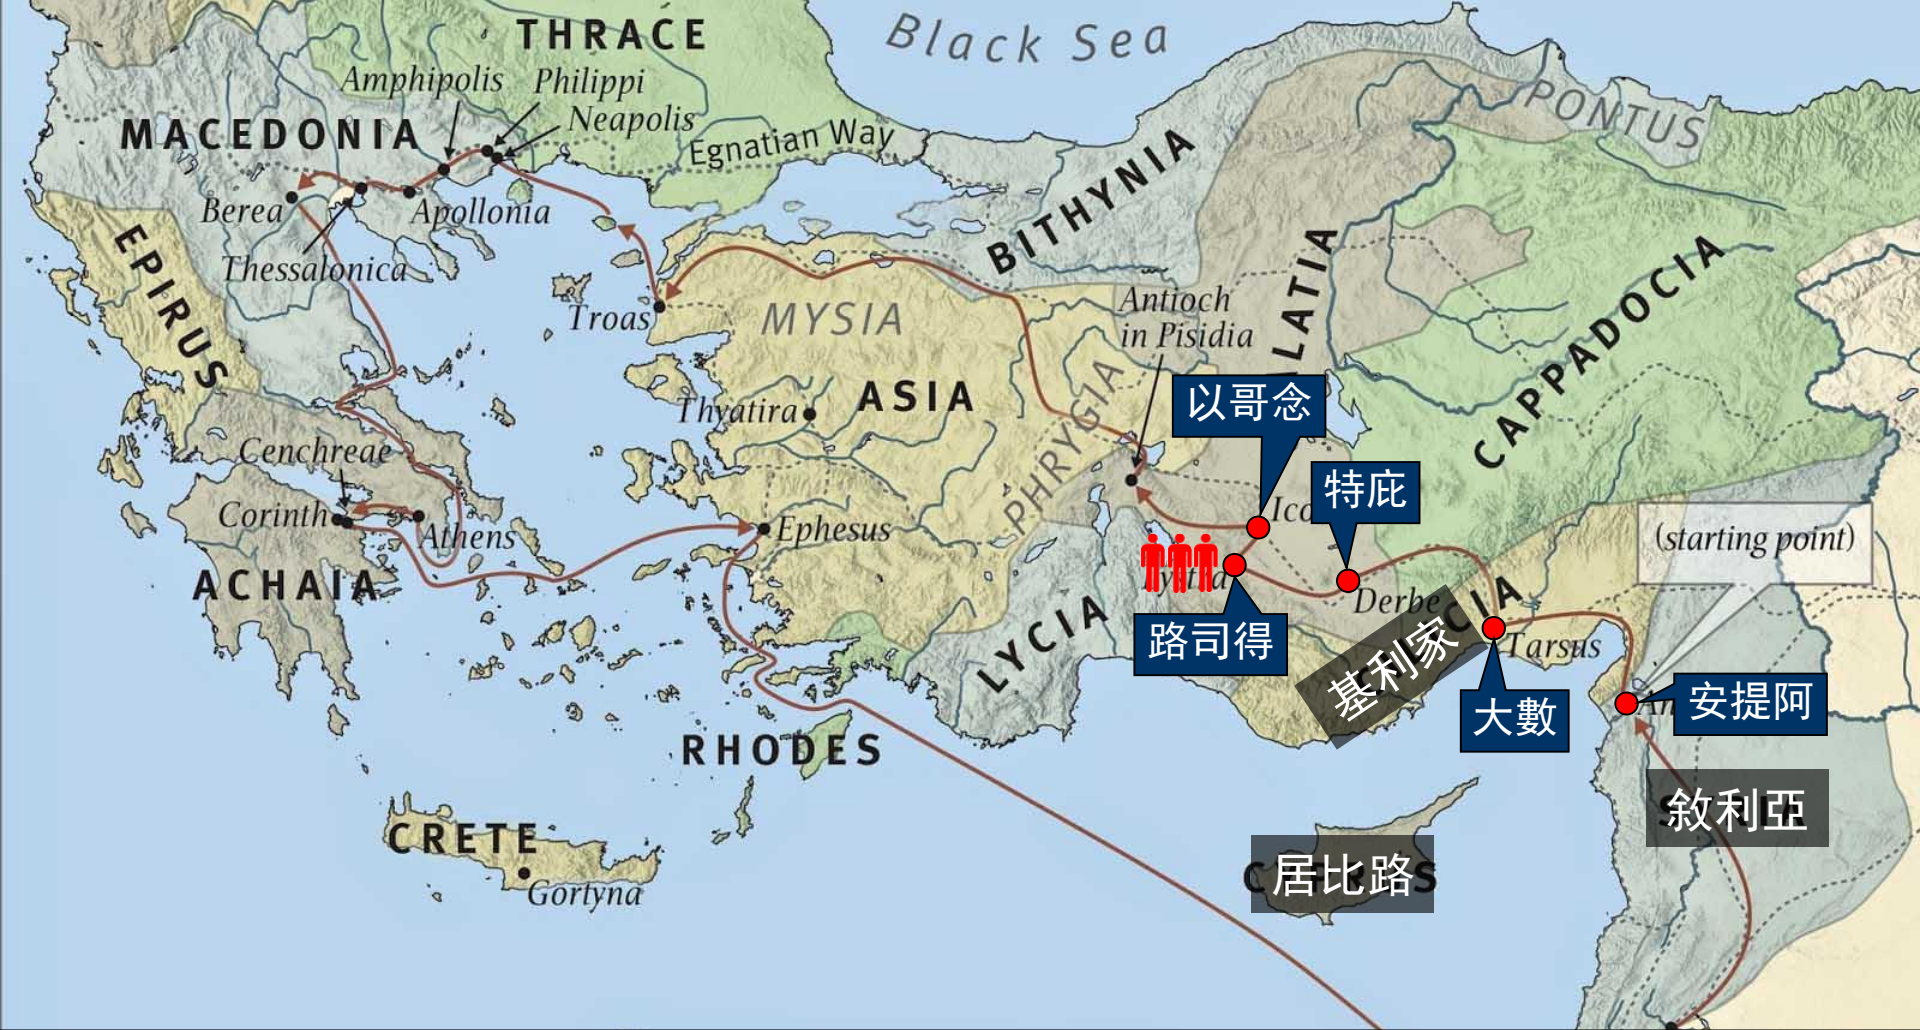 THRACE
Black Sea
Amphipolis
Philippi
Neapolis
MACEDONIA
Egnatian Way
PONTUS
BITHYNIA
Berea
Apollonia
EPIRUS
Thessalonica
CAPPADOCIA
Antioch
in Pisidia
Troas
MYSIA
LATIA
ASIA
Thyatira
PHRYGIA
以哥念
Cenchreae
特庇
Corinth
Athens
Ephesus
Ico
(starting point)
ACHAIA
Derbe
LYCIA
路司得
基利家
Tarsus
大數
安提阿
RHODES
敘利亞
CRETE
居比路
Gortyna